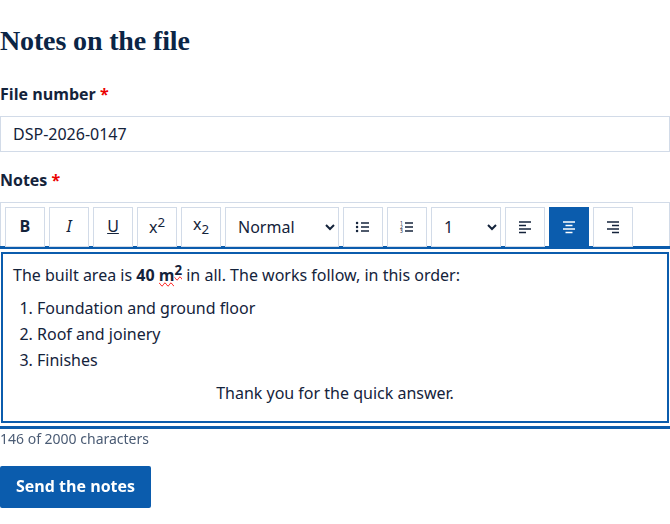 Notes on the file
File number *
DSP-2026-0147
Notes *
B I U x² x₂ Normal 1
The built area is 40 m² in all. The works follow, in this order:
1. Foundation and ground floor
2. Roof and joinery
3. Finishes
Thank you for the quick answer.
146 of 2000 characters
Send the notes